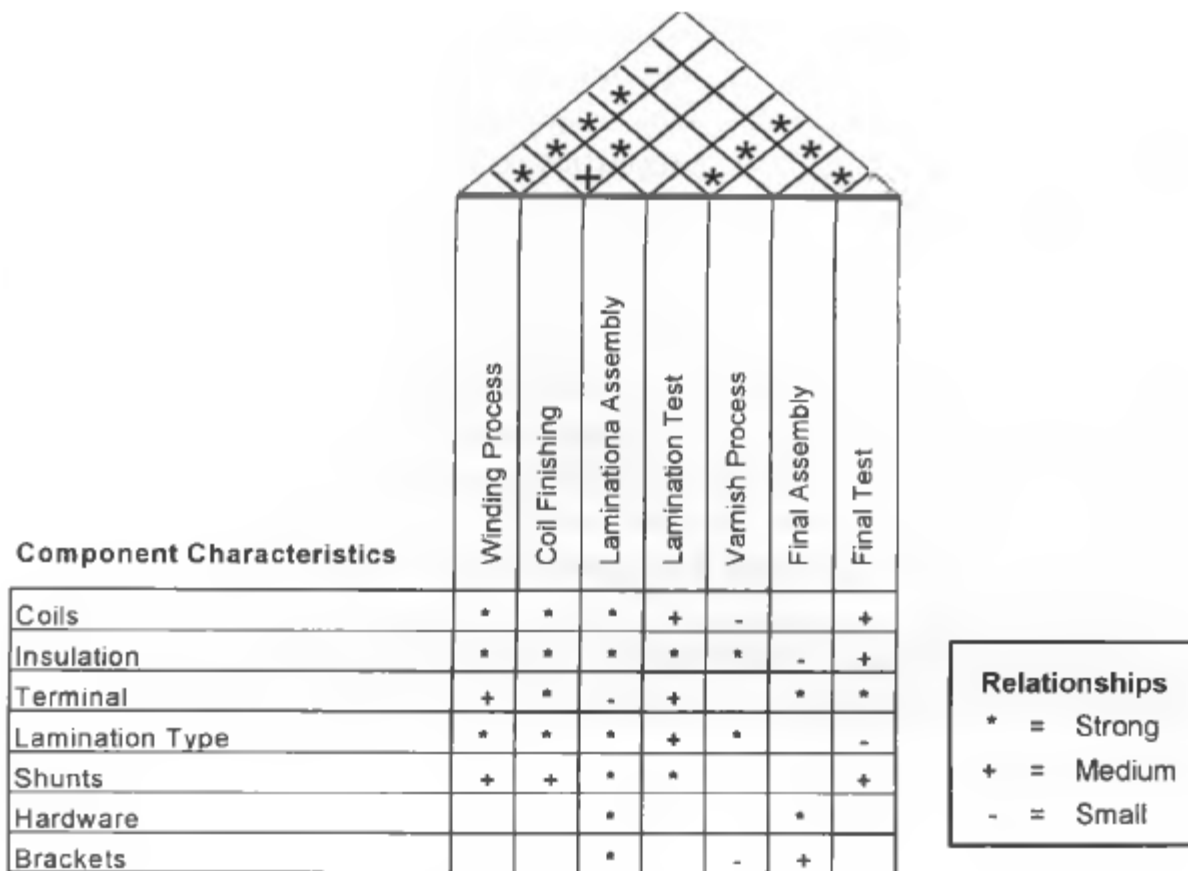 -
*
* *
* * * *
* + * *
Winding Process
Coil Finishing
Laminationa Assembly
Lamination Test
Varnish Process
Final Assembly
Final Test
Component Characteristics
Coils * * * + - +
Insulation * * * * * - +
Terminal + * - + * *
Lamination Type * * * + * -
Shunts + + * * +
Hardware * *
Brackets * - +
Relationships
* = Strong
+ = Medium
- = Small